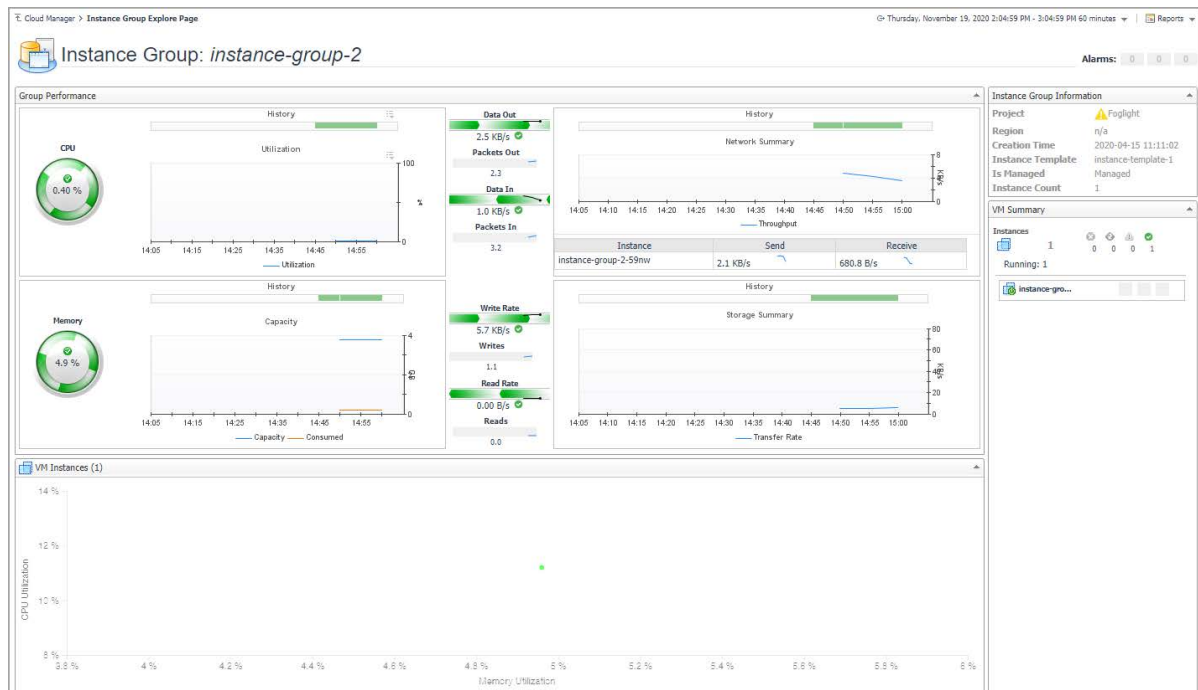 Cloud Manager > Instance Group Explore Page
Thursday, November 19, 2020 2:04:59 PM - 3:04:59 PM 60 minutes
Reports
Instance Group: instance-group-2
Alarms: 0 0 0
Group Performance
History
Utilization
CPU
0.40 %
100
%
0
14:05 14:15 14:25 14:35 14:45 14:55
Utilization
Data Out
2.5 KB/s
Packets Out
2.3
Data In
1.0 KB/s
Packets In
3.2
History
Network Summary
8
4
0
KB/s
14:05 14:10 14:15 14:20 14:25 14:30 14:35 14:40 14:45 14:50 14:55 15:00
Throughput
Instance Send Receive
instance-group-2-59nw 2.1 KB/s 680.8 B/s
History
Capacity
Memory
4.9 %
4
GB
0
14:05 14:15 14:25 14:35 14:45 14:55
Capacity Consumed
Write Rate
5.7 KB/s
Writes
1.1
Read Rate
0.00 B/s
Reads
0.0
History
Storage Summary
80
60
40
20
0
KB/s
14:05 14:10 14:15 14:20 14:25 14:30 14:35 14:40 14:45 14:50 14:55 15:00
Transfer Rate
Instance Group Information
Project Foglight
Region n/a
Creation Time 2020-04-15 11:11:02
Instance Template instance-template-1
Is Managed Managed
Instance Count 1
VM Summary
Instances
1
0 0 0 1
Running: 1
instance-gro...
VM Instances (1)
14 %
12 %
10 %
8 %
CPU Utilization
3.8 % 4 % 4.2 % 4.4 % 4.6 % 4.8 % 5 % 5.2 % 5.4 % 5.6 % 5.8 % 6 %
Memory Utilization